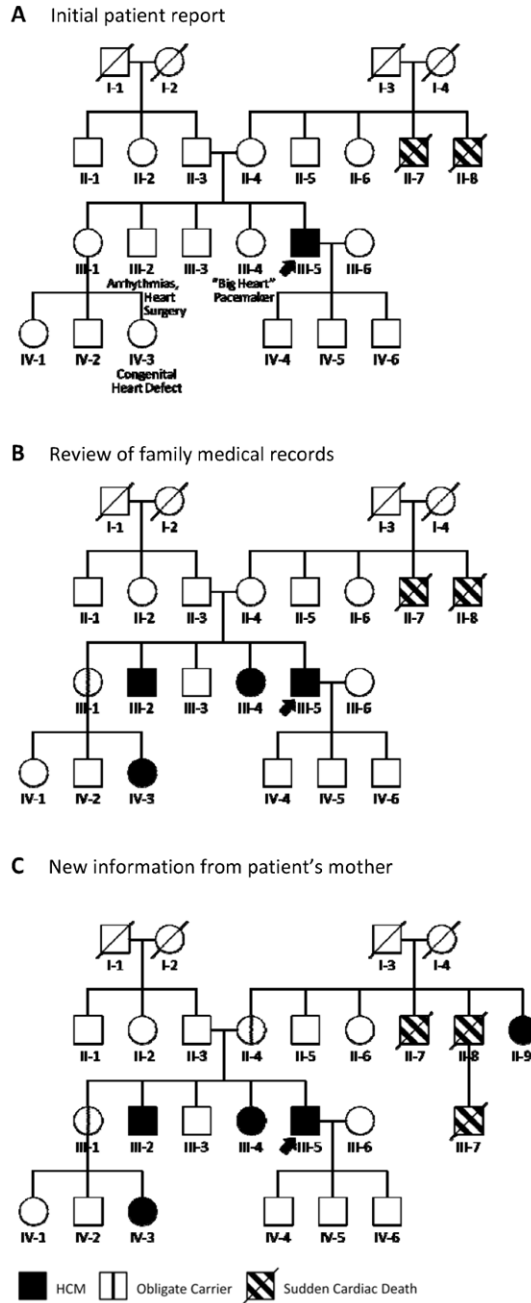 A Initial patient report
I-1 I-2 I-3 I-4
II-1 II-2 II-3 II-4 II-5 II-6 II-7 II-8
III-1 III-2 III-3 III-4 III-5 III-6
Arrhythmias, "Big Heart"
Heart Pacemaker
Surgery
IV-1 IV-2 IV-3 IV-4 IV-5 IV-6
Congenital
Heart Defect
B Review of family medical records
I-1 I-2 I-3 I-4
II-1 II-2 II-3 II-4 II-5 II-6 II-7 II-8
III-1 III-2 III-3 III-4 III-5 III-6
IV-1 IV-2 IV-3 IV-4 IV-5 IV-6
C New information from patient's mother
I-1 I-2 I-3 I-4
II-1 II-2 II-3 II-4 II-5 II-6 II-7 II-8 II-9
III-1 III-2 III-3 III-4 III-5 III-6 III-7
IV-1 IV-2 IV-3 IV-4 IV-5 IV-6
HCM Obligate Carrier Sudden Cardiac Death